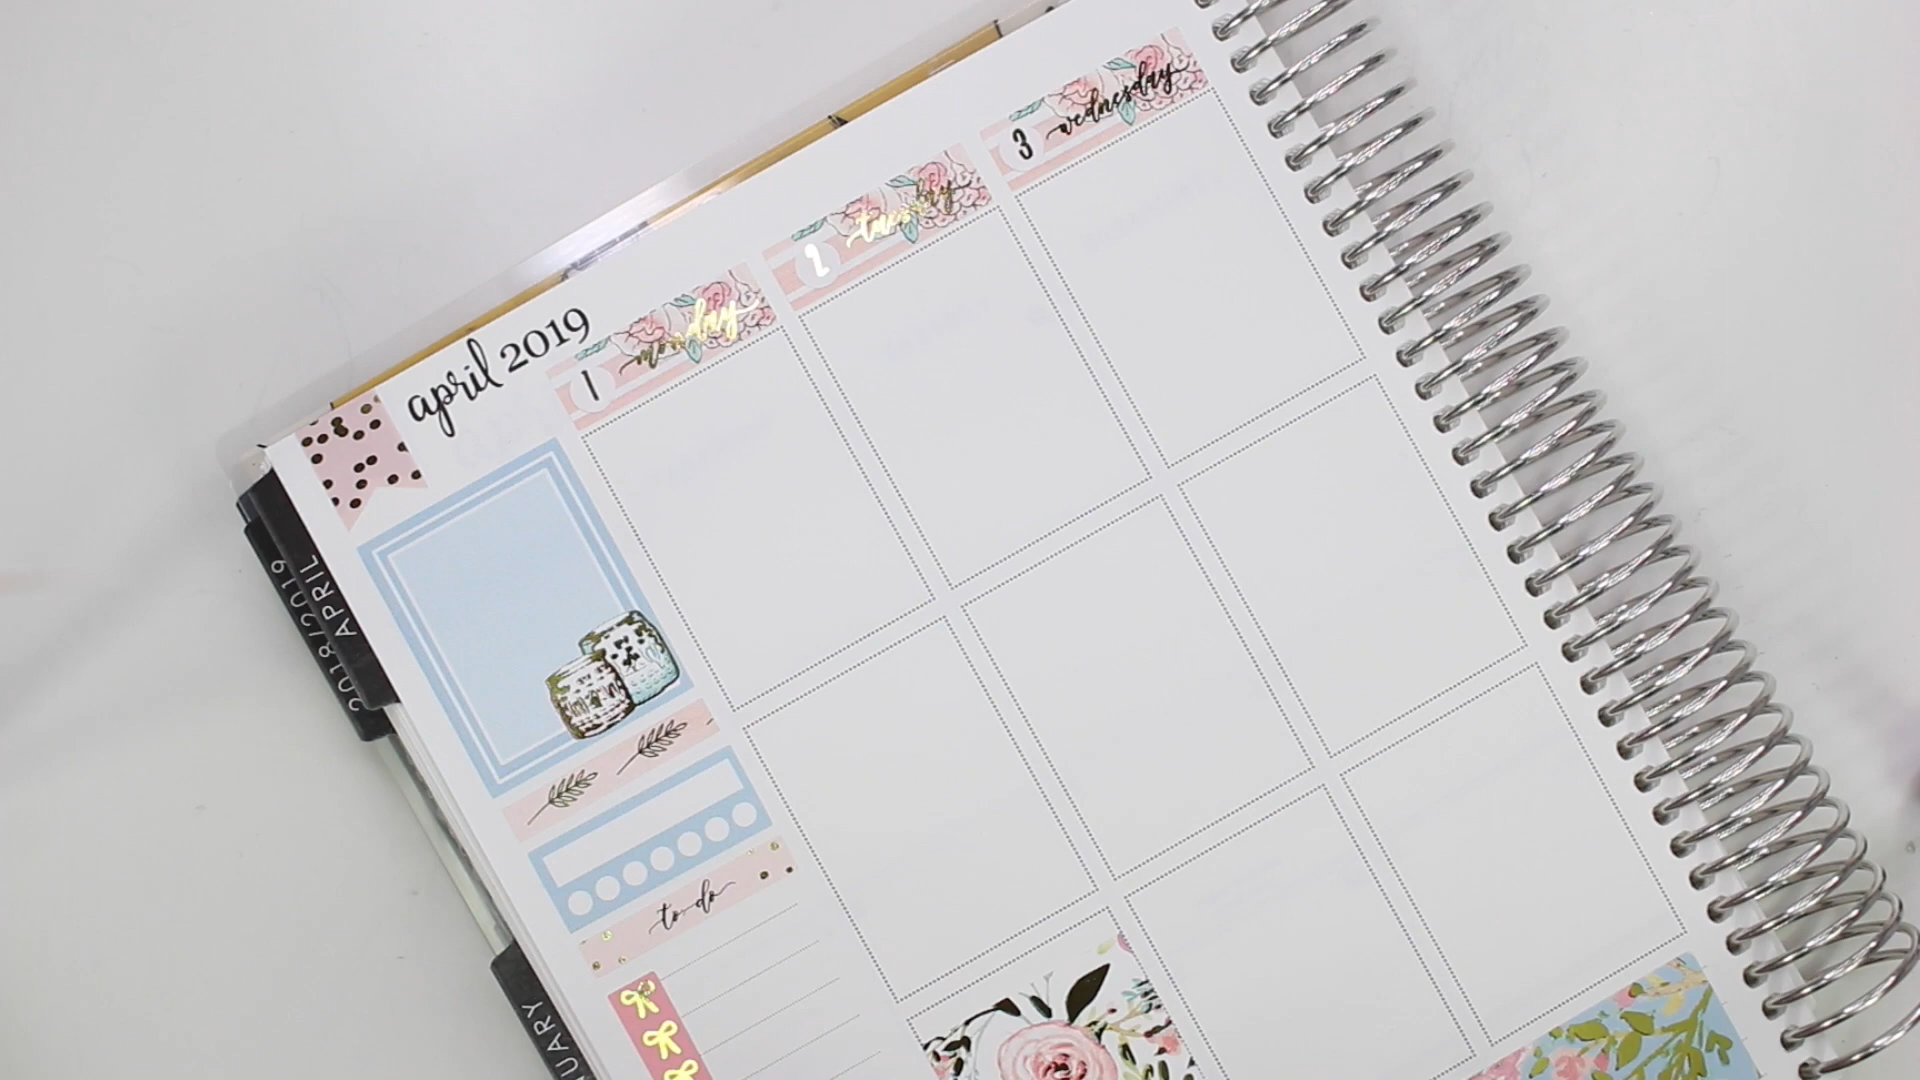 april 2019
1 monday
2 tuesday
3 wednesday
2018/2019
APRIL
to do
UARY